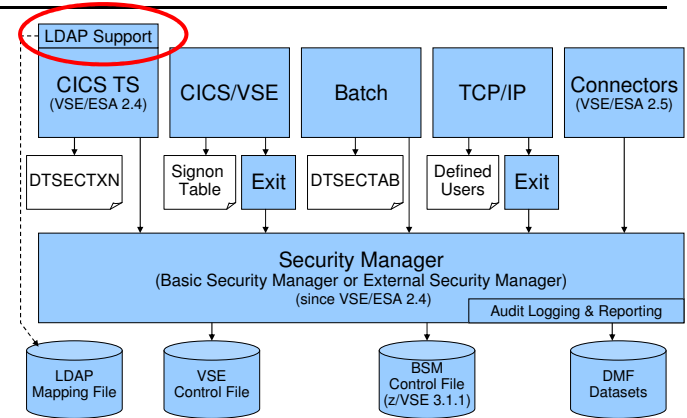 LDAP Support
CICS TS
(VSE/ESA 2.4)
CICS/VSE
Batch
TCP/IP
Connectors
(VSE/ESA 2.5)
DTSECTXN
Signon
Table
Exit
DTSECTAB
Defined
Users
Exit
Security Manager
(Basic Security Manager or External Security Manager)
(since VSE/ESA 2.4)
Audit Logging & Reporting
LDAP
Mapping File
VSE
Control File
BSM
Control File
(z/VSE 3.1.1)
DMF
Datasets